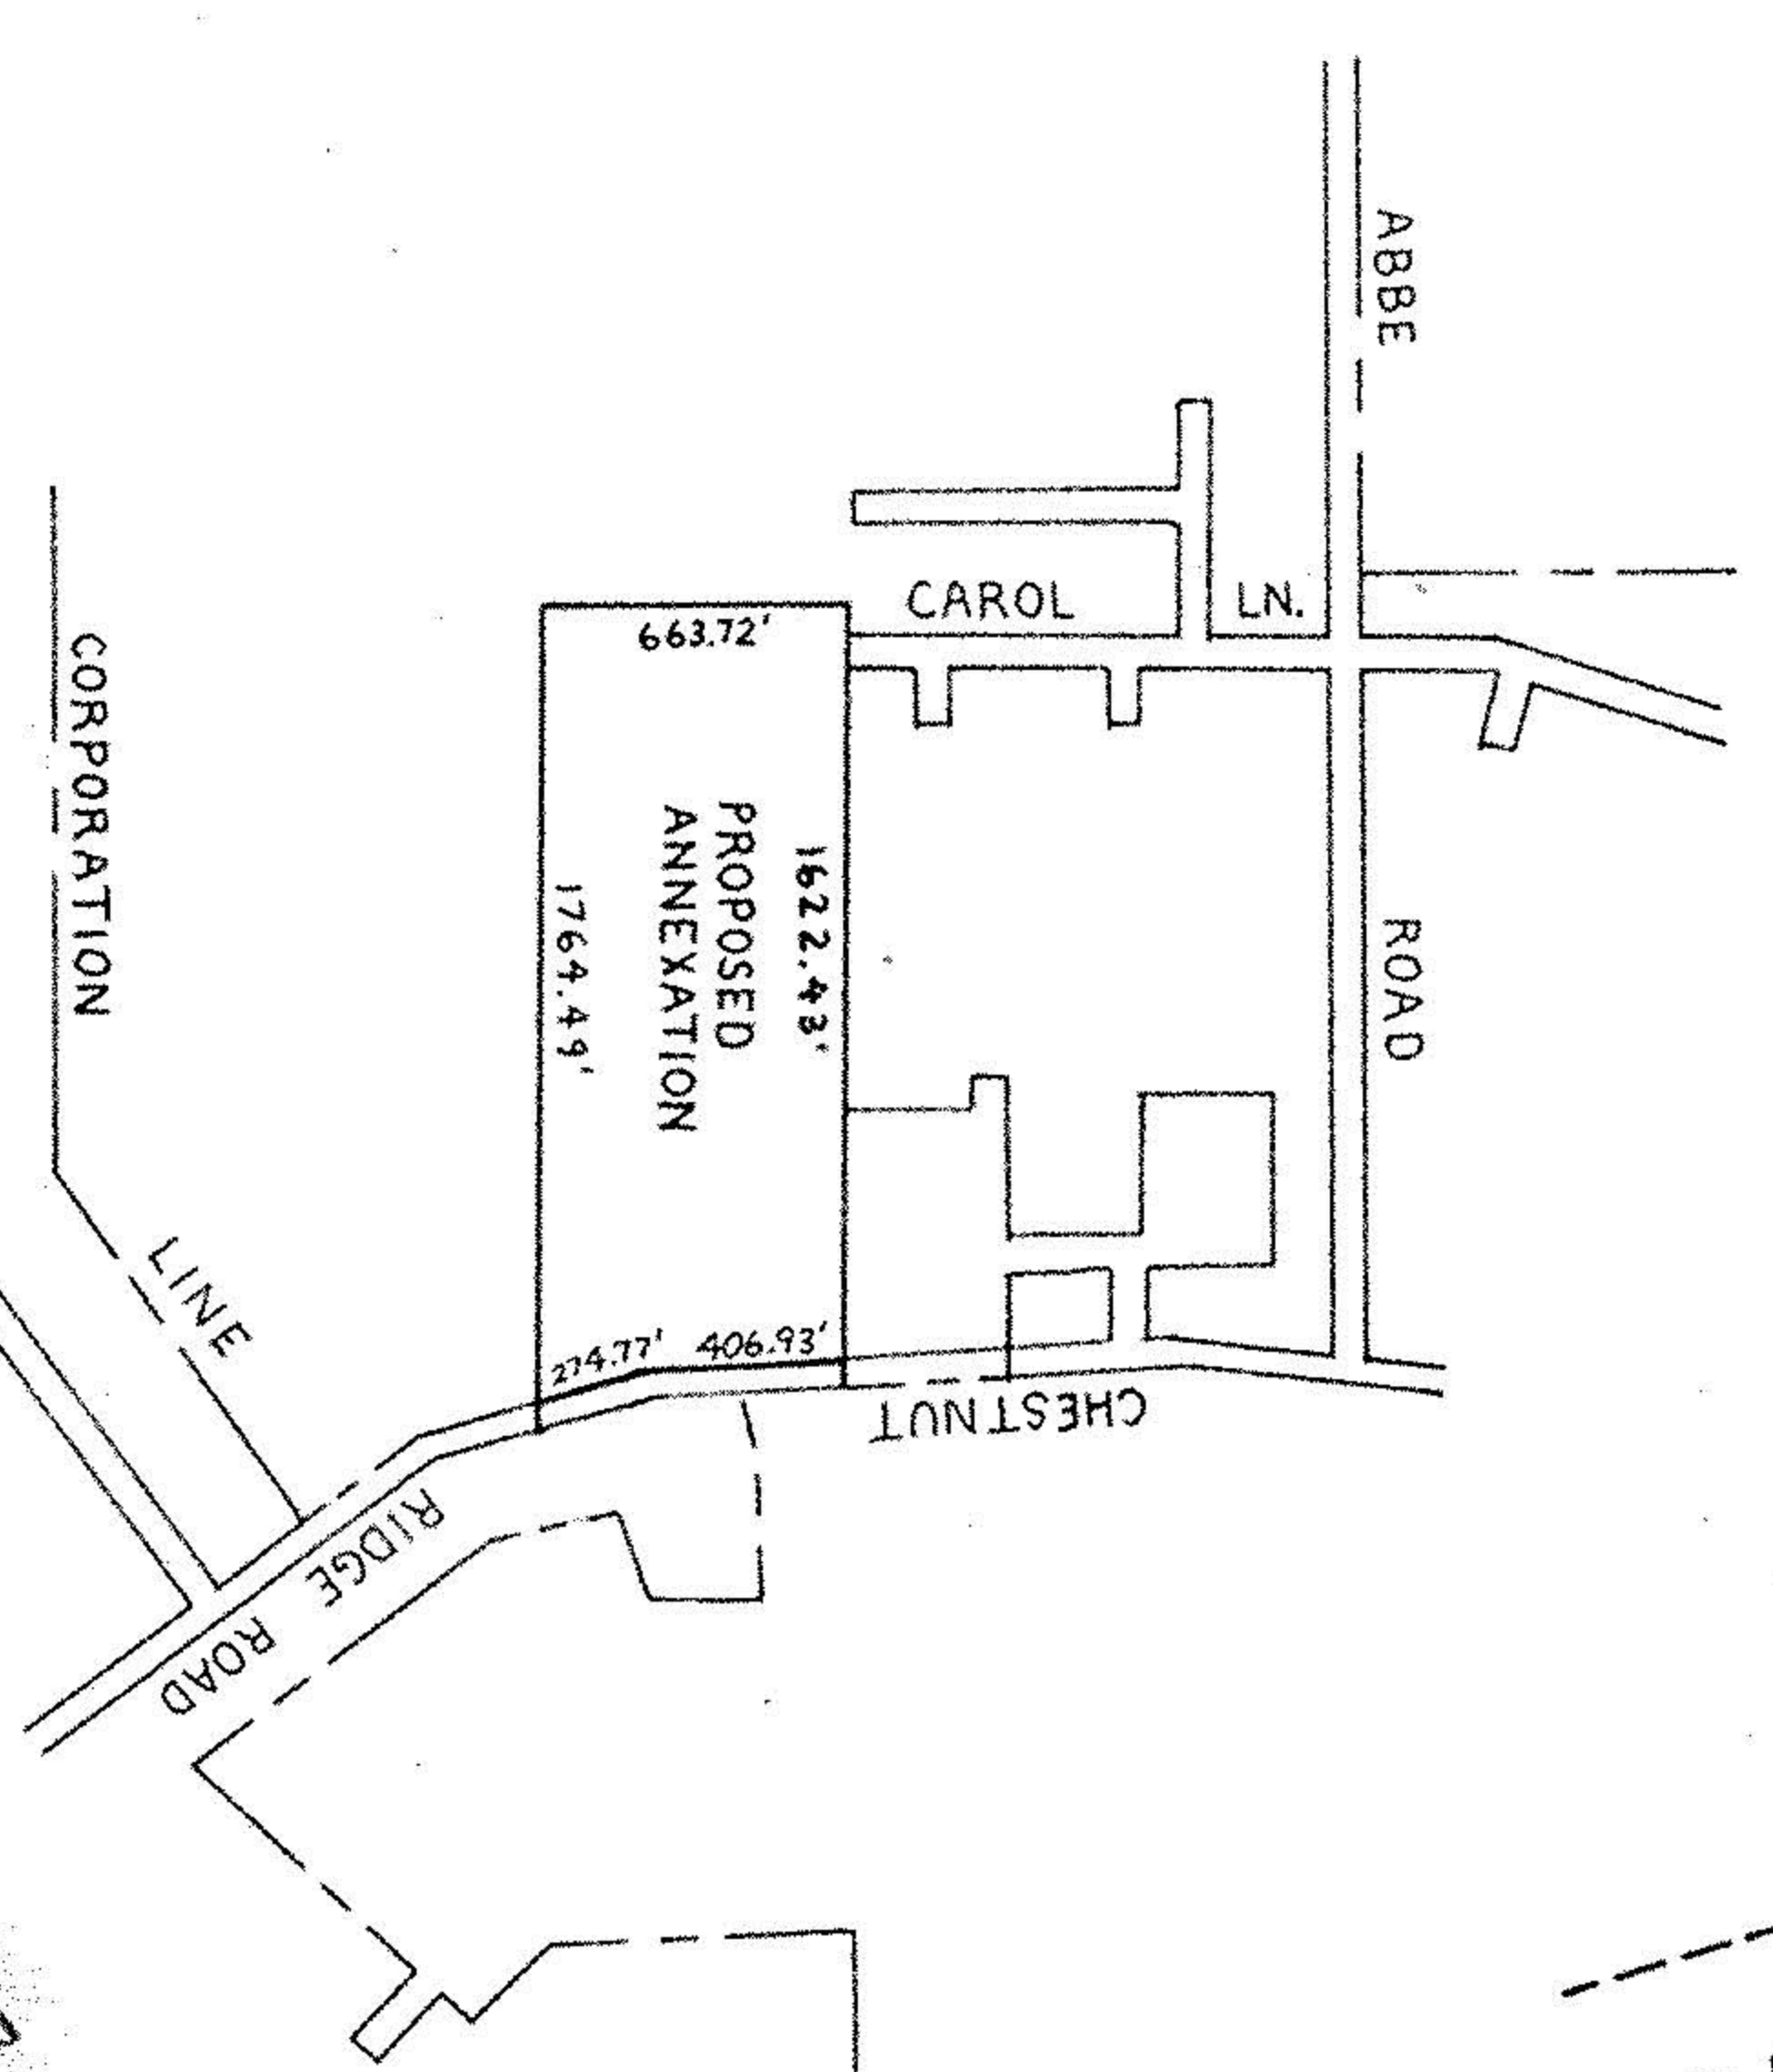 ABBE
ROAD
CAROL LN.
663.72'
1622.43'
PROPOSED
ANNEXATION
1764.49'
274.77' 406.93'
CHESTNUT
RIDGE ROAD
CORPORATION
LINE